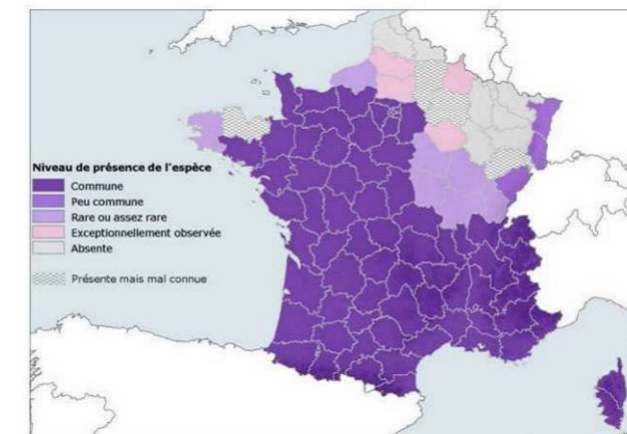 Niveau de présence de l'espèce
Commune
Peu commune
Rare ou assez rare
Exceptionnellement observée
Absente
Présente mais mal connue